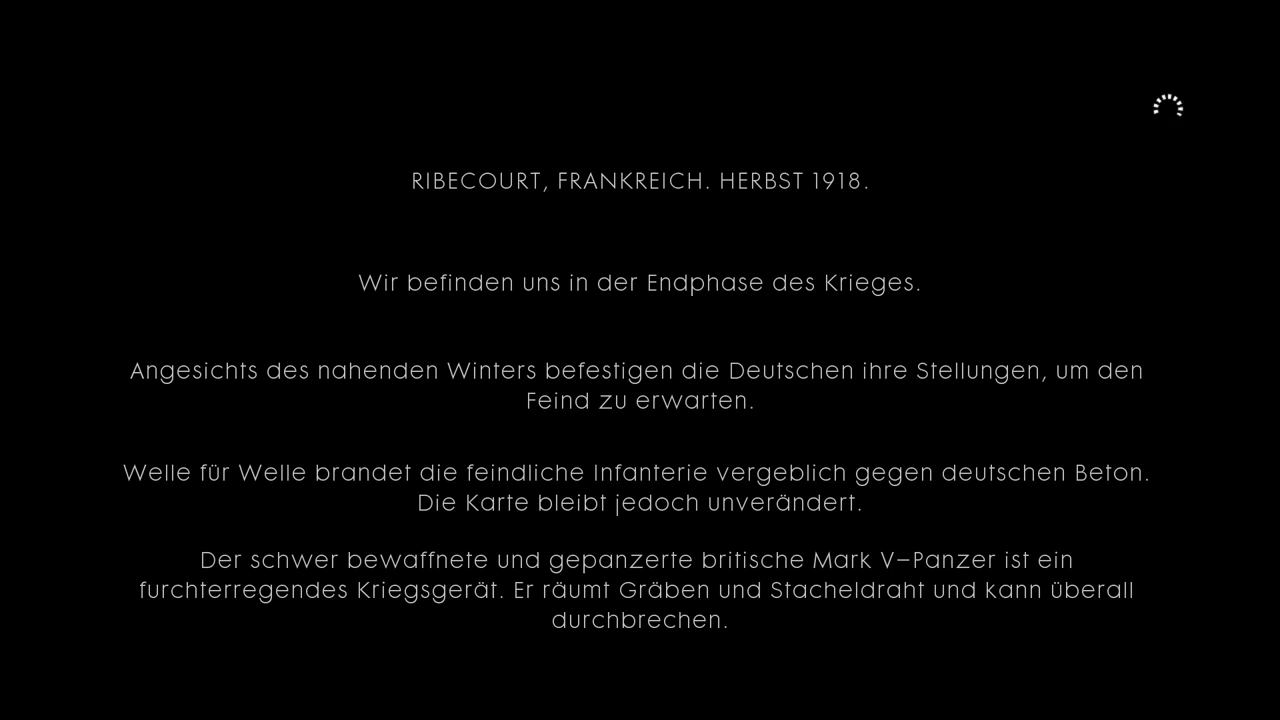 RIBECOURT, FRANKREICH. HERBST 1918.
Wir befinden uns in der Endphase des Krieges.
Angesichts des nahenden Winters befestigen die Deutschen ihre Stellungen, um den
Feind zu erwarten.
Welle für Welle brandet die feindliche Infanterie vergeblich gegen deutschen Beton.
Die Karte bleibt jedoch unverändert.
Der schwer bewaffnete und gepanzerte britische Mark V–Panzer ist ein
furchterregendes Kriegsgerät. Er räumt Gräben und Stacheldraht und kann überall
durchbrechen.